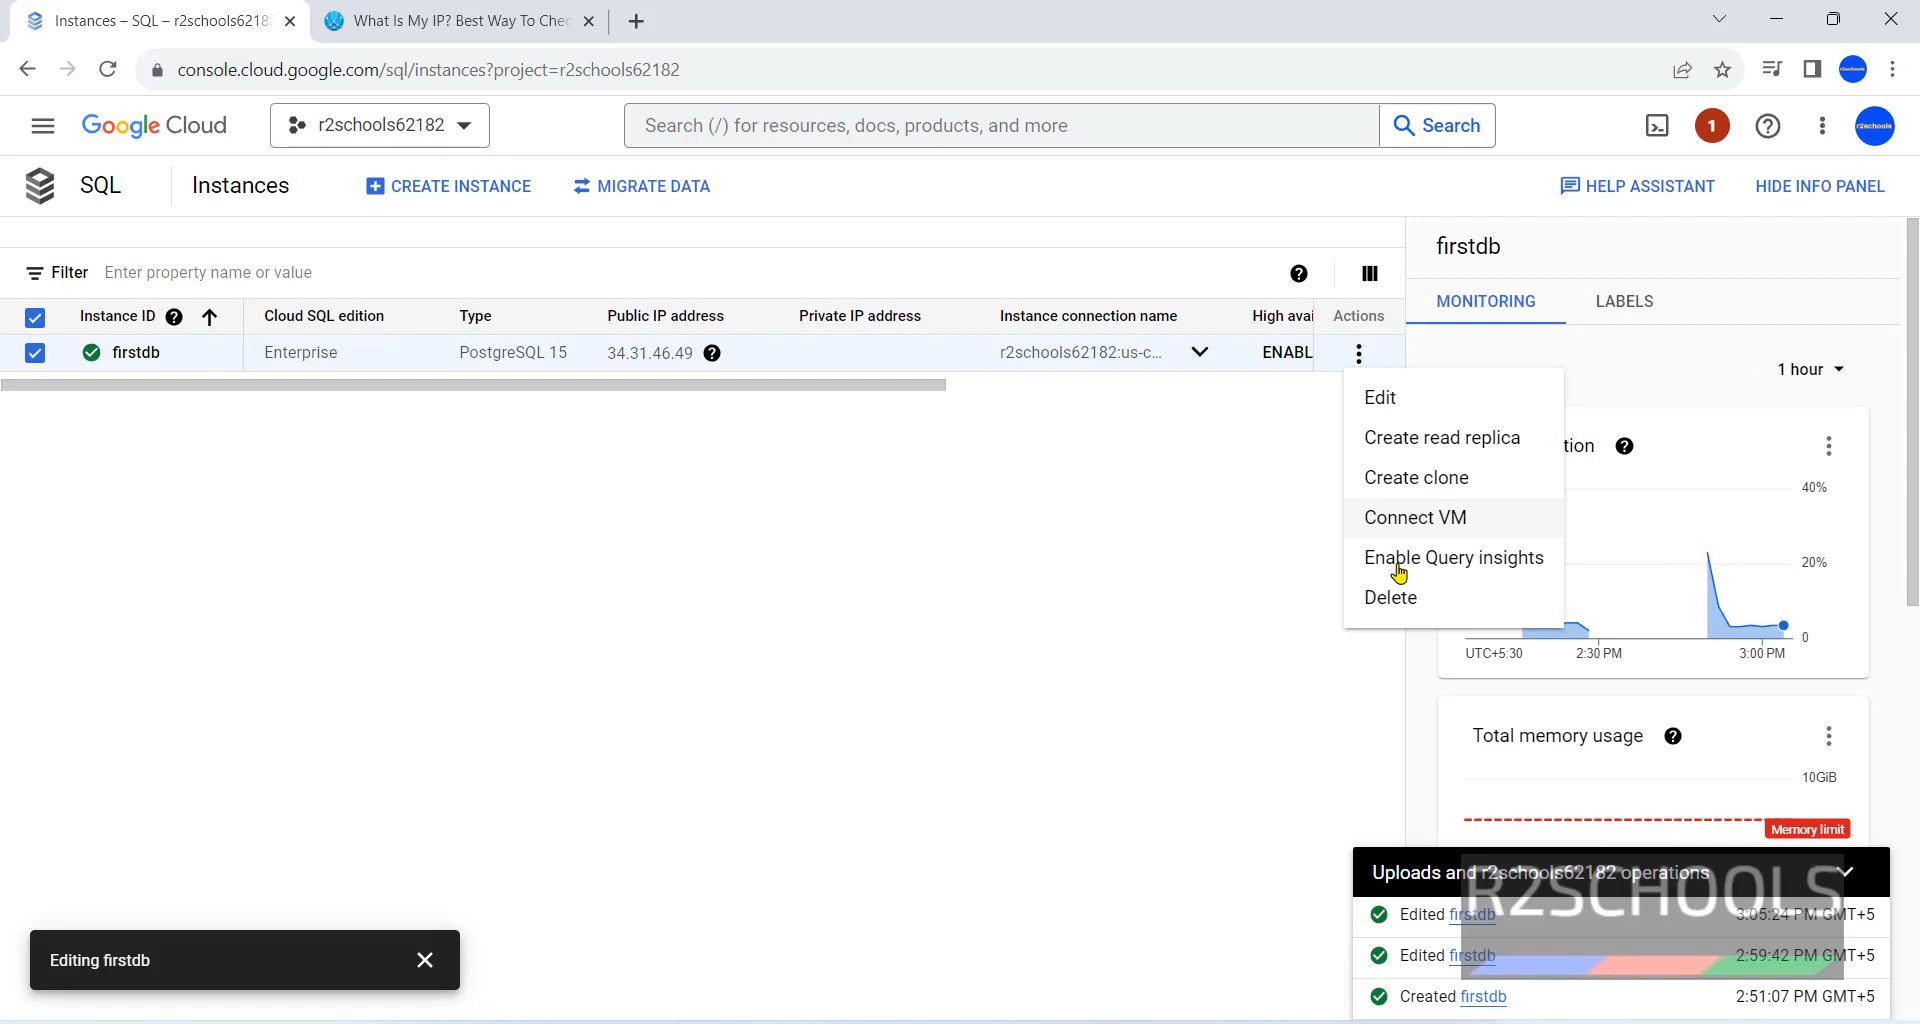 Instances – SQL – r2schools6218
What Is My IP? Best Way To Chec
console.cloud.google.com/sql/instances?project=r2schools62182
r2schools
Google Cloud
r2schools62182
Search (/) for resources, docs, products, and more
Search
1
r2schools
SQL
Instances
CREATE INSTANCE
MIGRATE DATA
HELP ASSISTANT
HIDE INFO PANEL
firstdb
Filter Enter property name or value
MONITORING
LABELS
Instance ID
Cloud SQL edition
Type
Public IP address
Private IP address
Instance connection name
High avai
Actions
firstdb
Enterprise
PostgreSQL 15
34.31.46.49
r2schools62182:us-c...
ENABL
1 hour
Edit
Create read replica
Create clone
Connect VM
Enable Query insights
Delete
tion
40%
20%
0
UTC+5:30
2:30 PM
3:00 PM
Total memory usage
10GiB
Memory limit
Uploads and r2schools62182 operations
R2SCHOOLS
Edited firstdb 3:05:24 PM GMT+5
Edited firstdb 2:59:42 PM GMT+5
Created firstdb 2:51:07 PM GMT+5
Editing firstdb